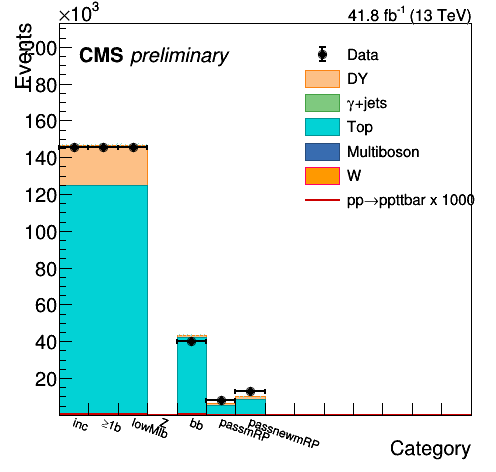 ×10³
41.8 fb⁻¹ (13 TeV)
Events
CMS preliminary
Data
DY
γ+jets
Top
Multiboson
W
pp→ppttbar x 1000
200
180
160
140
120
100
80
60
40
20
inc
≥1b
lowMlb
Z
bb
passmRP
passnewmRP
Category